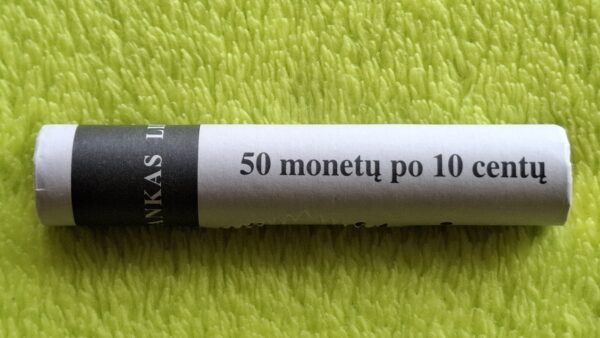 50 monetų po 10 centų
ANKAS LI